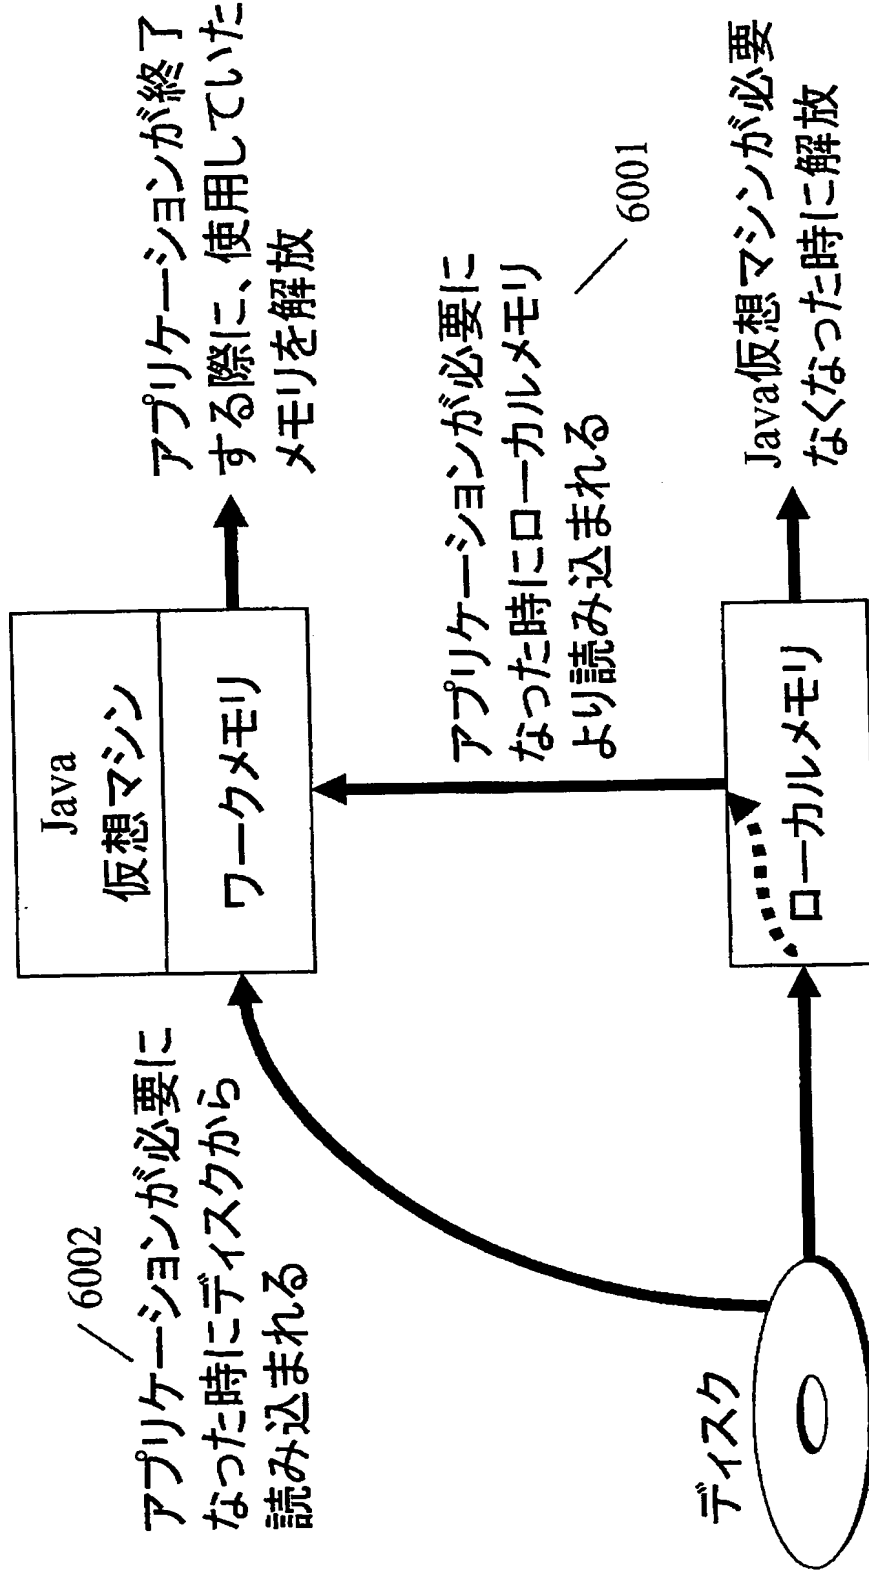 6002
アプリケーションが必要に
なった時にディスクから
読み込まれる
Java
仮想マシン
ワークメモリ
アプリケーションが終了
する際に、使用していた
メモリを解放
アプリケーションが必要に
なった時にローカルメモリ
より読み込まれる
6001
ディスク
ローカルメモリ
Java仮想マシンが必要
なくなった時に解放